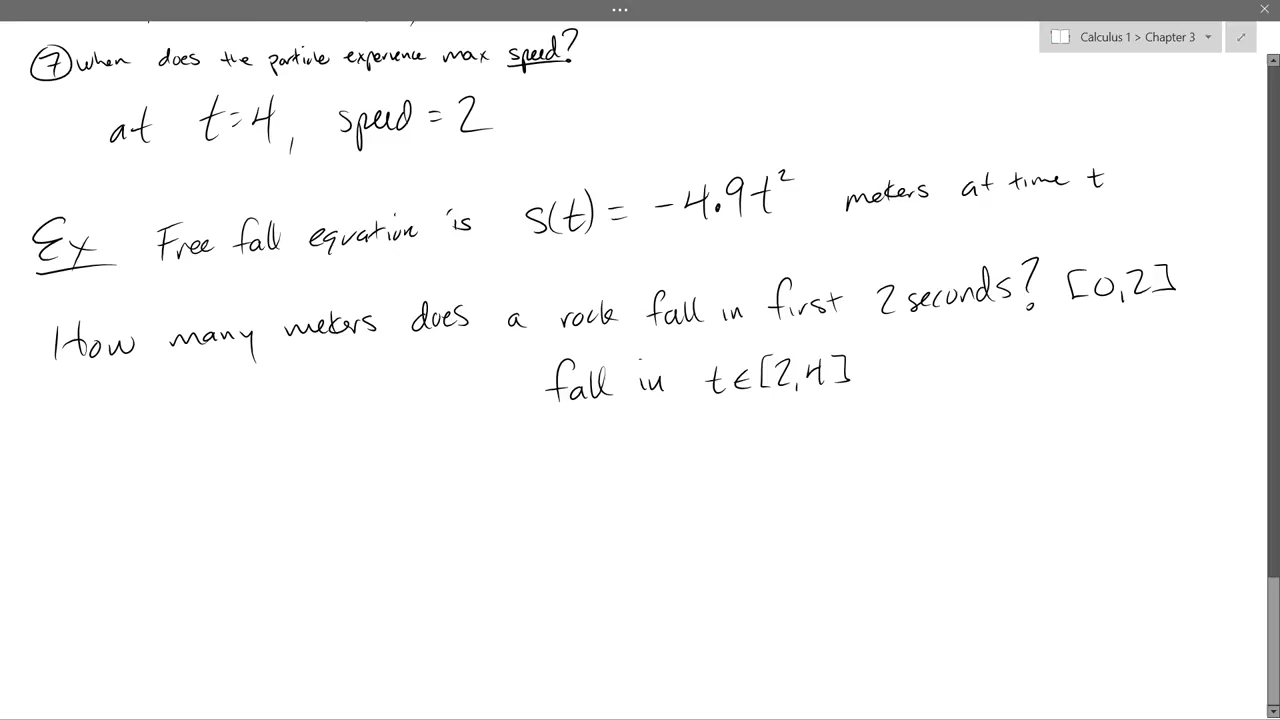 Calculus 1 > Chapter 3
⑦ when does the particle experience max speed?
at t=4, speed = 2
Ex Free fall equation is s(t) = -4.9t² meters at time t
How many meters does a rock fall in first 2 seconds? [0,2]
fall in t∈[2,4]